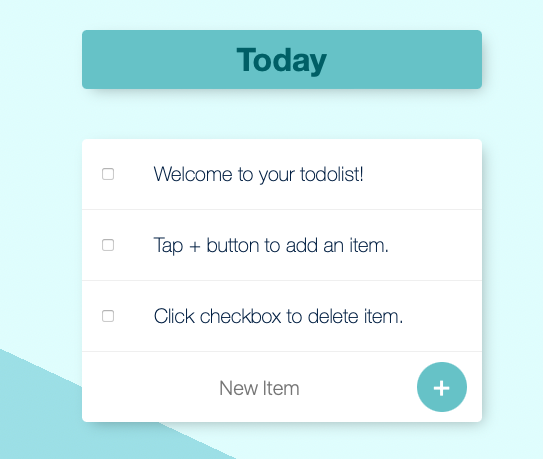 Today
Welcome to your todolist!
Tap + button to add an item.
Click checkbox to delete item.
New Item
+